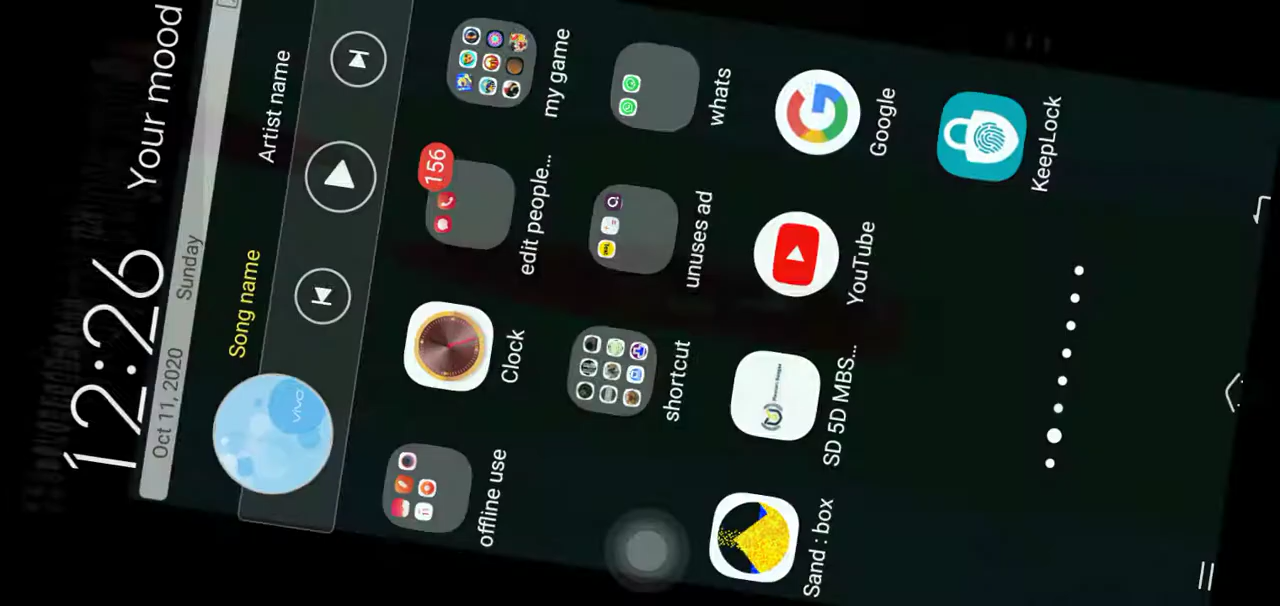 12:26
Your mood
Oct 11, 2020
Sunday
Song name
Artist name
vivo
156
offline use
Clock
edit people...
my game
shortcut
unuses ad
whats
Sand : box
SD 5D MBS...
YouTube
Google
KeepLock